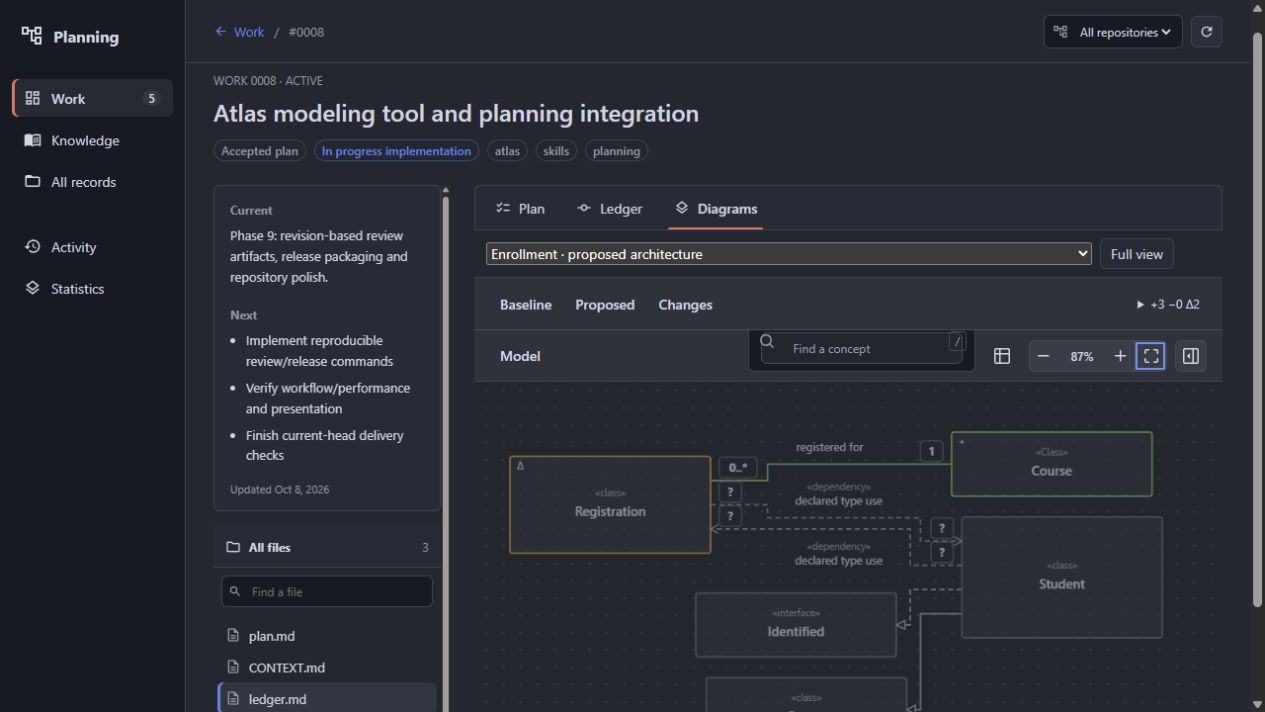 Planning
Work 5
Knowledge
All records
Activity
Statistics
Work / #0008
All repositories
WORK 0008 · ACTIVE
Atlas modeling tool and planning integration
Accepted plan
In progress implementation
atlas
skills
planning
Current
Phase 9: revision-based review
artifacts, release packaging and
repository polish.
Next
Implement reproducible
review/release commands
Verify workflow/performance
and presentation
Finish current-head delivery
checks
Updated Oct 8, 2026
All files 3
Find a file
plan.md
CONTEXT.md
ledger.md
Plan
Ledger
Diagrams
Enrollment · proposed architecture
Full view
Baseline
Proposed
Changes
+3 −0 Δ2
Model
Find a concept /
87%
registered for
0..*
1
Δ
«class»
Registration
+
«Class»
Course
?
«dependency»
declared type use
?
?
«dependency»
declared type use
?
«class»
Student
«interface»
Identified
«class»